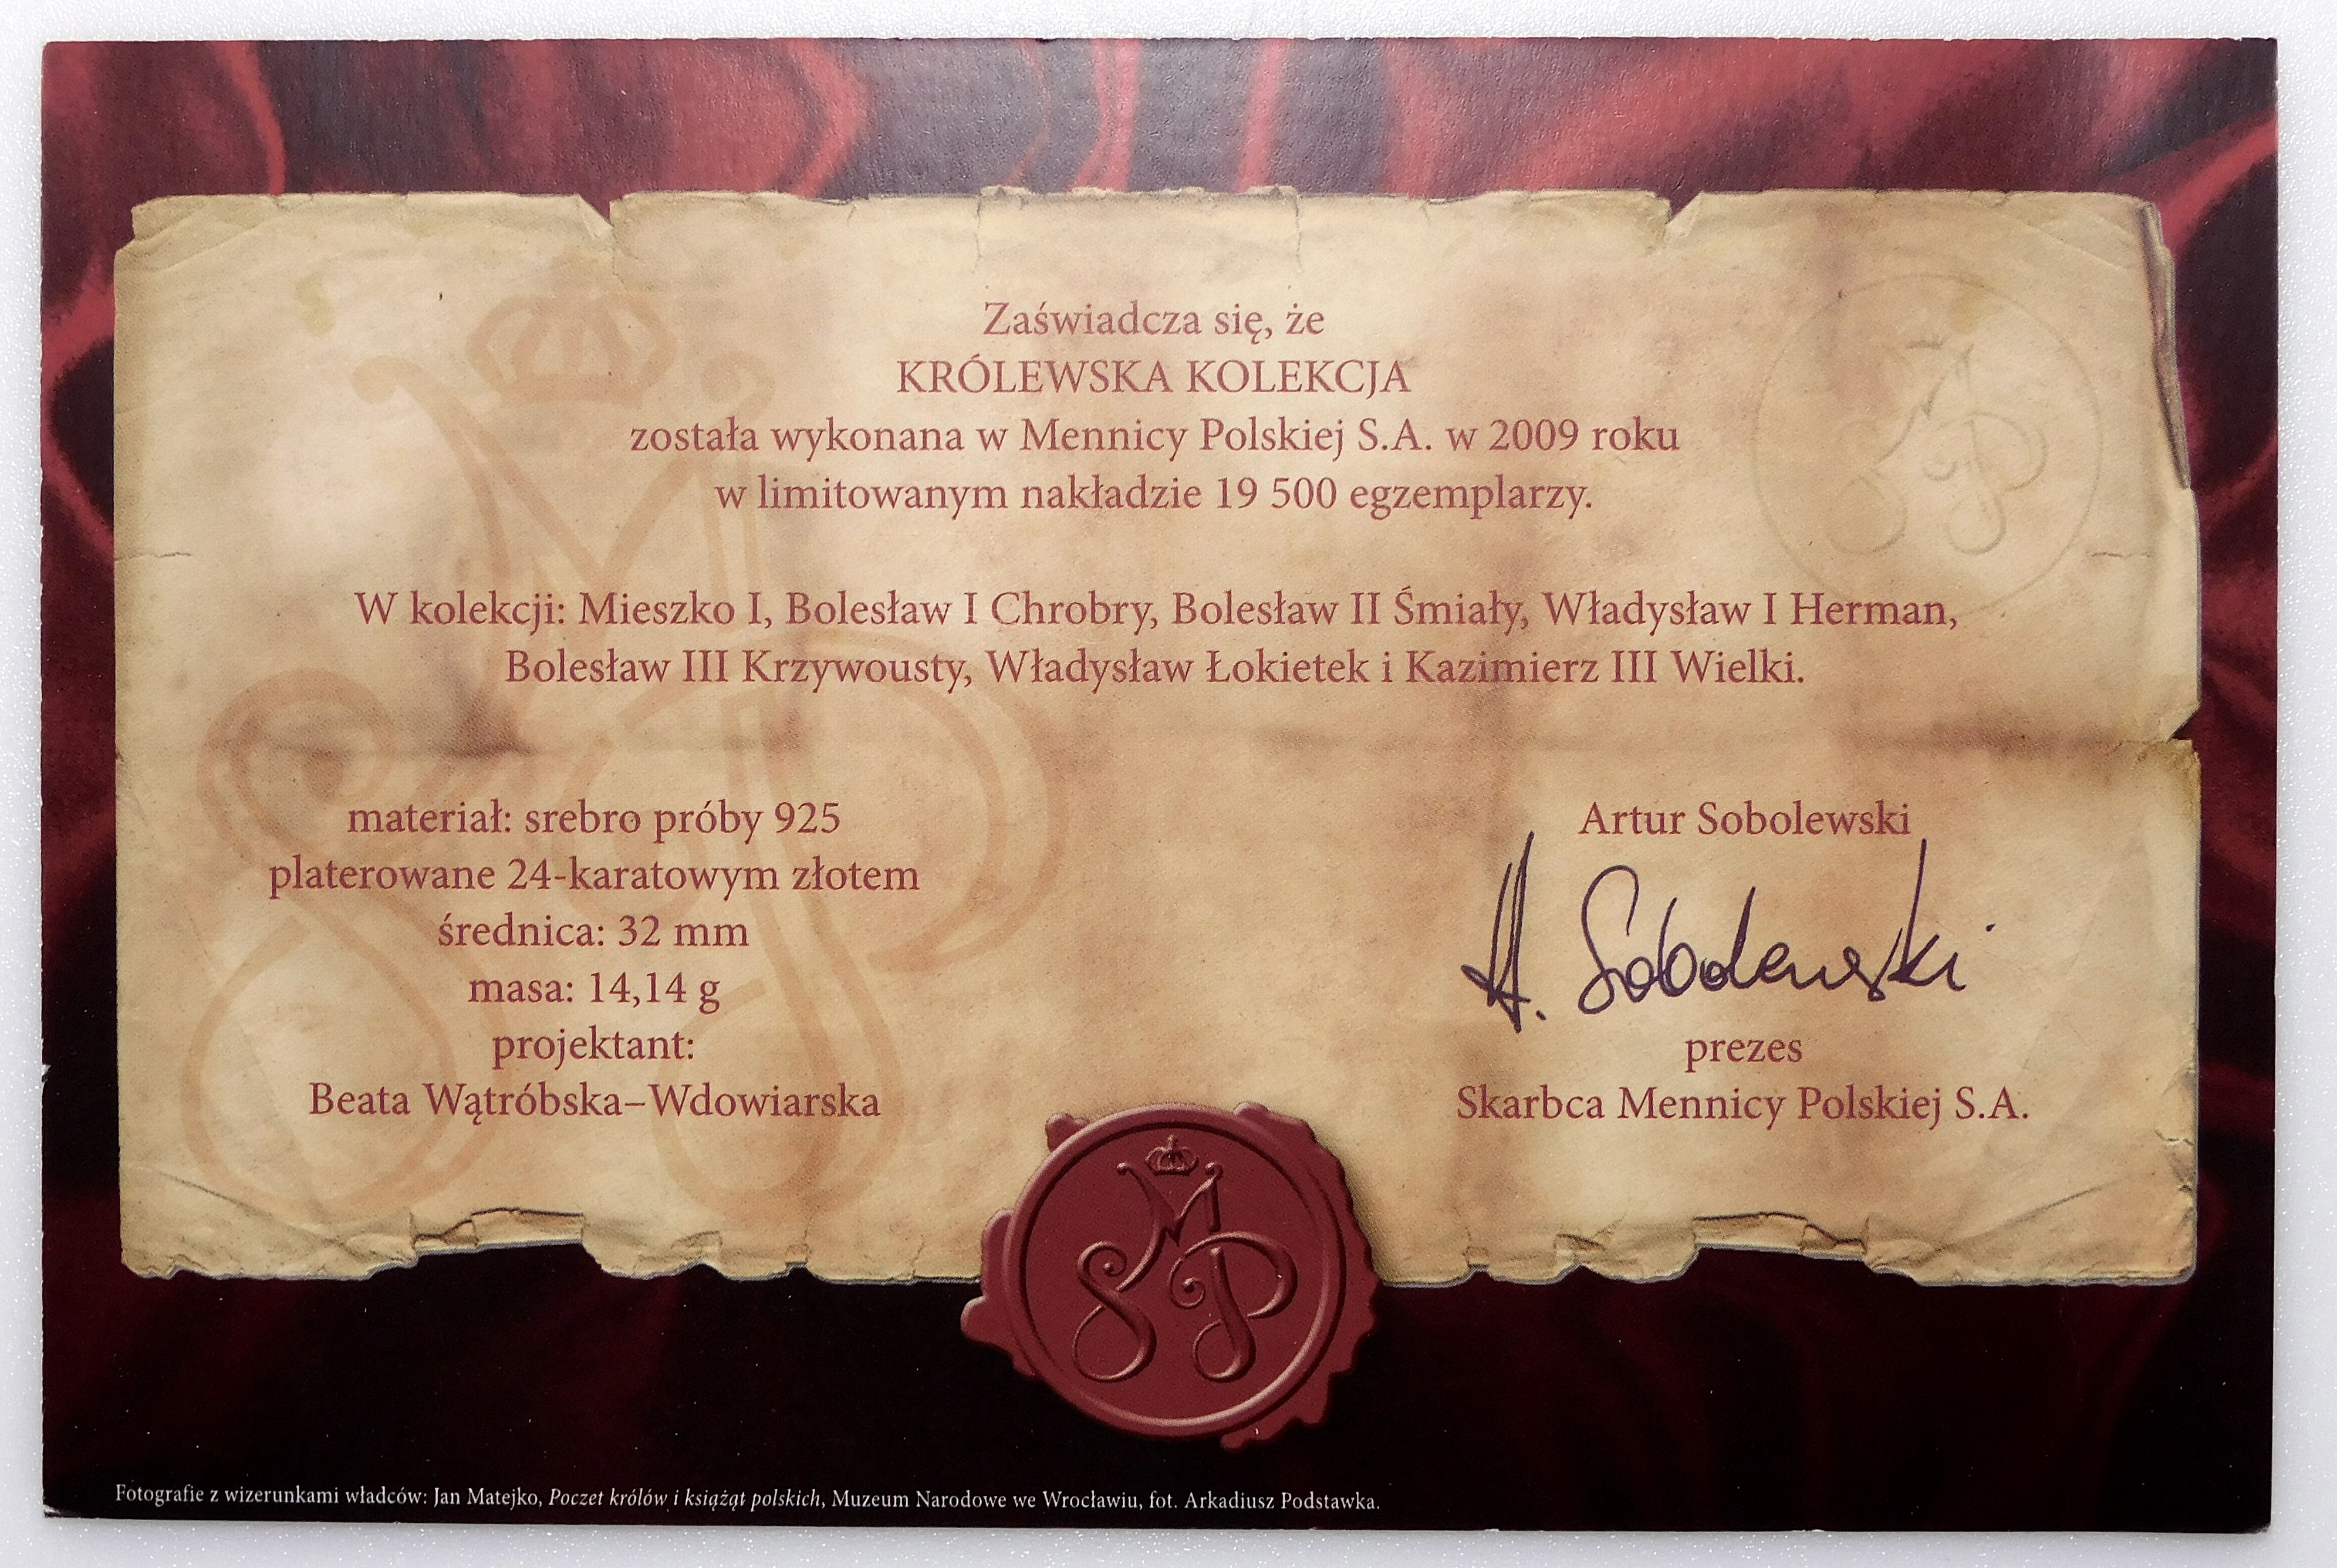 Zaświadcza się, że
KRÓLEWSKA KOLEKCJA
została wykonana w Mennicy Polskiej S.A. w 2009 roku
w limitowanym nakładzie 19 500 egzemplarzy.
W kolekcji: Mieszko I, Bolesław I Chrobry, Bolesław II Śmiały, Władysław I Herman,
Bolesław III Krzywousty, Władysław Łokietek i Kazimierz III Wielki.
materiał: srebro próby 925
platerowane 24-karatowym złotem
średnica: 32 mm
masa: 14,14 g
projektant:
Beata Wątróbska–Wdowiarska
Artur Sobolewski
A. Sobolewski
prezes
Skarbca Mennicy Polskiej S.A.
SMP
Fotografie z wizerunkami władców: Jan Matejko, Poczet królów i książąt polskich, Muzeum Narodowe we Wrocławiu, fot. Arkadiusz Podstawka.